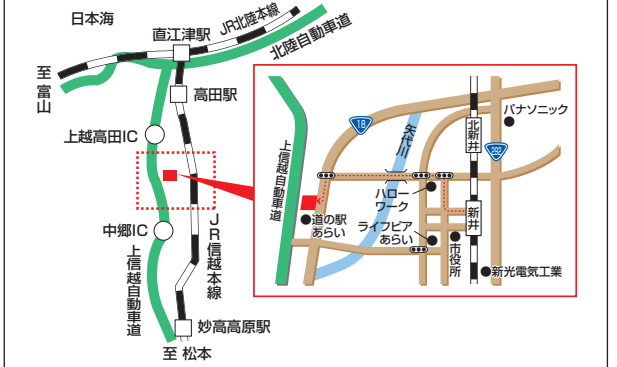 日本海
直江津駅
JR北陸本線
北陸自動車道
至富山
高田駅
上越高田IC
中郷IC
上信越自動車道
JR信越本線
妙高高原駅
至 松本
上信越自動車道
18
矢代川
北新井
パナソニック
292
ハロー
ワーク
新井
道の駅
あらい
ライフピア
あらい
市役所
新光電気工業